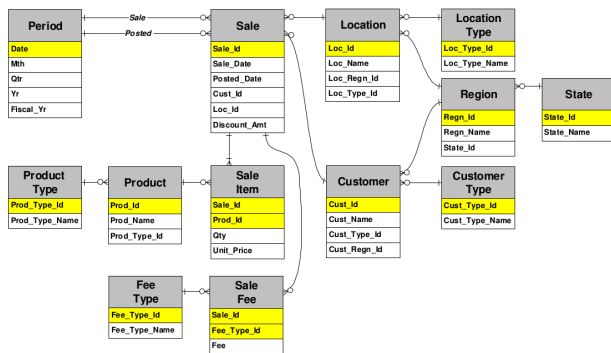 Period
Date
Mth
Qtr
Yr
Fiscal_Yr
Sale
Posted
Sale
Sale_Id
Sale_Date
Posted_Date
Cust_Id
Loc_Id
Discount_Amt
Location
Loc_Id
Loc_Name
Loc_Regn_Id
Loc_Type_Id
Location
Type
Loc_Type_Id
Loc_Type_Name
Region
Regn_Id
Regn_Name
State_Id
State
State_Id
State_Name
Product
Type
Prod_Type_Id
Prod_Type_Name
Product
Prod_Id
Prod_Name
Prod_Type_Id
Sale
Item
Sale_Id
Prod_Id
Qty
Unit_Price
Customer
Cust_Id
Cust_Name
Cust_Type_Id
Cust_Regn_Id
Customer
Type
Cust_Type_Id
Cust_Type_Name
Fee
Type
Fee_Type_Id
Fee_Type_Name
Sale
Fee
Sale_Id
Fee_Type_Id
Fee